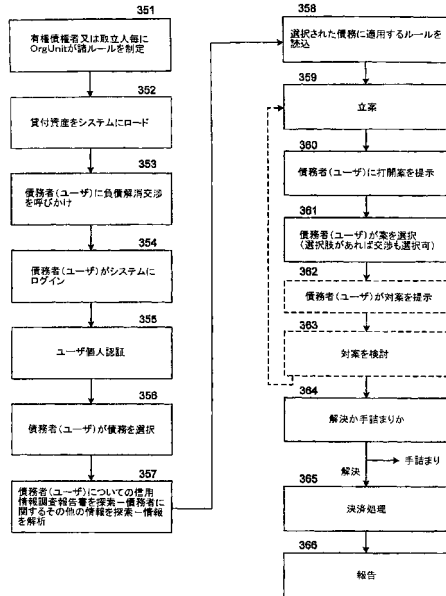 351
有権債権者又は取立人毎に
OrgUnitが諸ルールを制定
352
貸付資産をシステムにロード
353
債務者(ユーザ)に負債解消交渉
を呼びかけ
354
債務者(ユーザ)がシステムに
ログイン
355
ユーザ個人認証
356
債務者(ユーザ)が債務を選択
357
債務者(ユーザ)についての信用
情報調査報告書を探索ー債務者に
関するその他の情報を探索ー情報
を解析
358
選択された債務に適用するルールを
読込
359
立案
360
債務者(ユーザ)に打開案を提示
361
債務者(ユーザ)が案を選択
(選択肢があれば交渉も選択可)
362
債務者(ユーザ)が対案を提示
363
対案を検討
364
解決か手詰まりか
手詰まり
解決
365
決済処理
366
報告